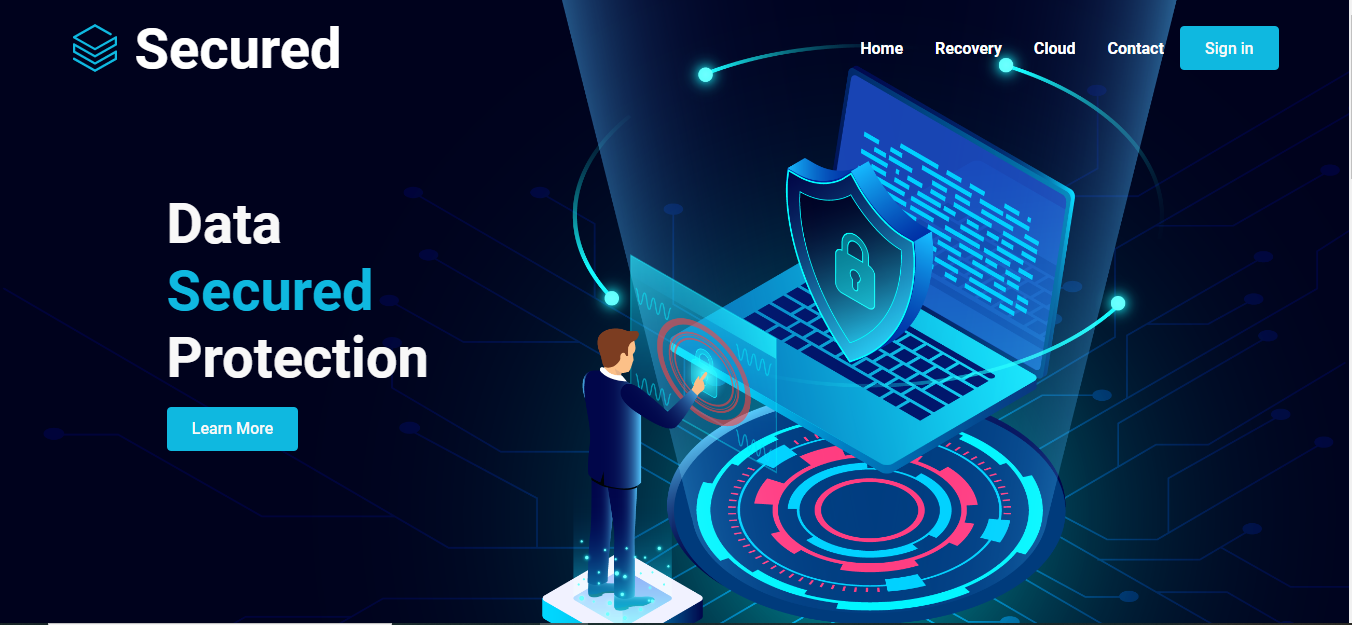 Secured
Home Recovery Cloud Contact Sign in
Data
Secured
Protection
Learn More